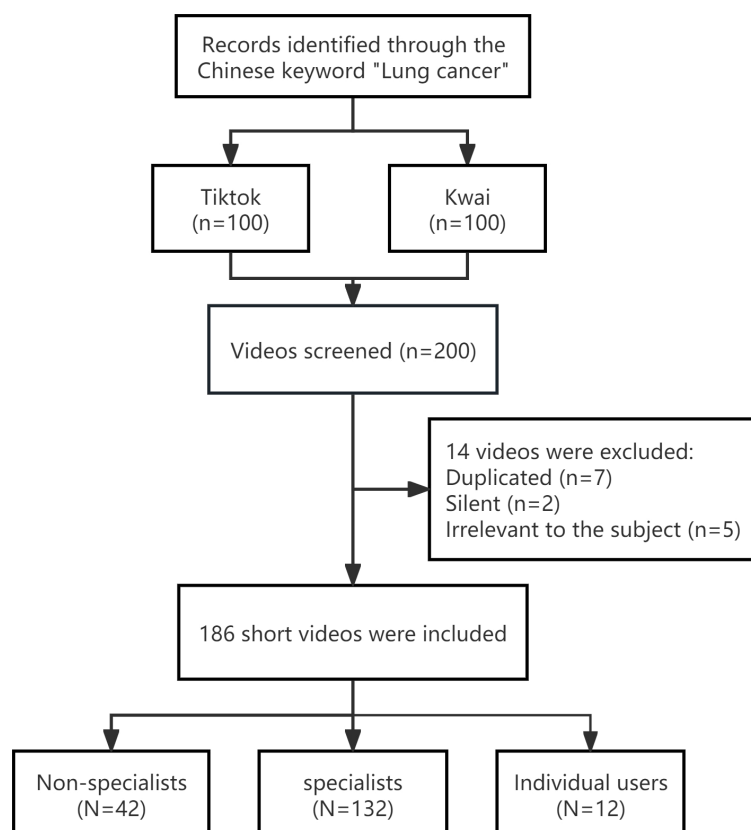 Records identified through the
Chinese keyword "Lung cancer"
Tiktok
(n=100)
Kwai
(n=100)
Videos screened (n=200)
14 videos were excluded:
Duplicated (n=7)
Silent (n=2)
Irrelevant to the subject (n=5)
186 short videos were included
Non-specialists
(N=42)
specialists
(N=132)
Individual users
(N=12)